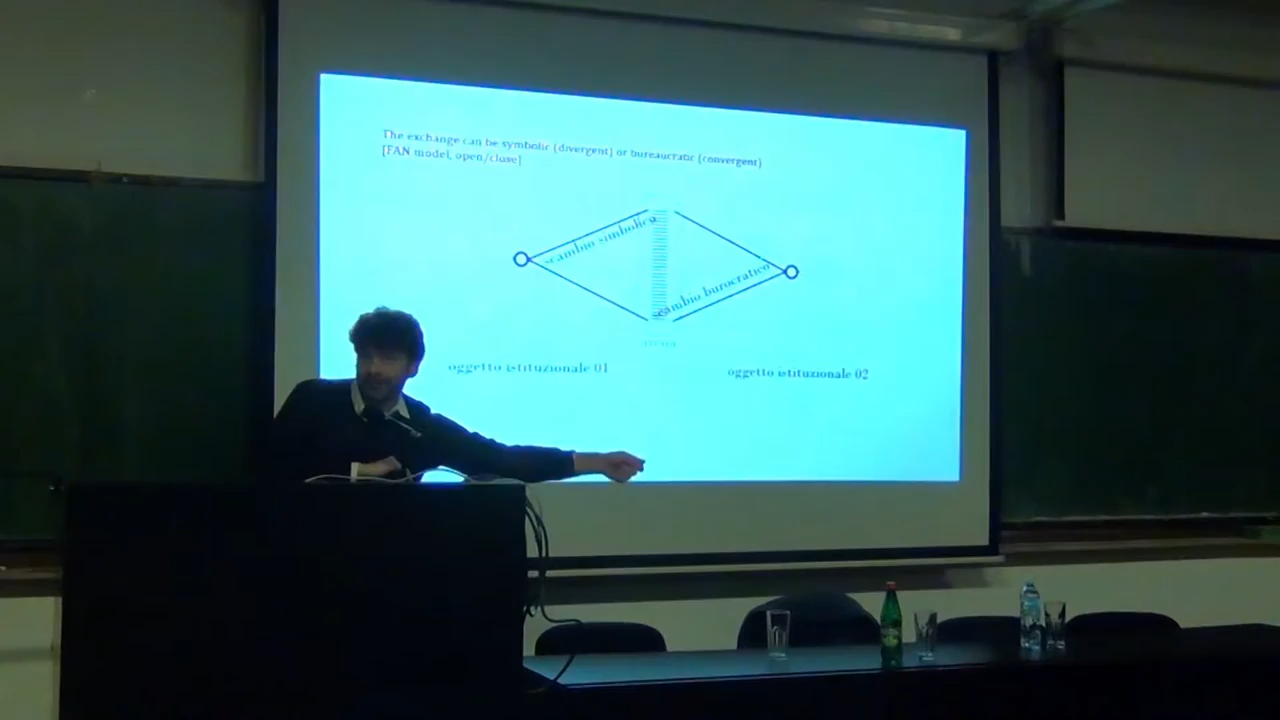 The exchange can be symbolic (divergent) or bureaucratic (convergent)
[FAN model, open/close]
scambio simbolico
scambio burocratico
oggetto istituzionale 01
oggetto istituzionale 02